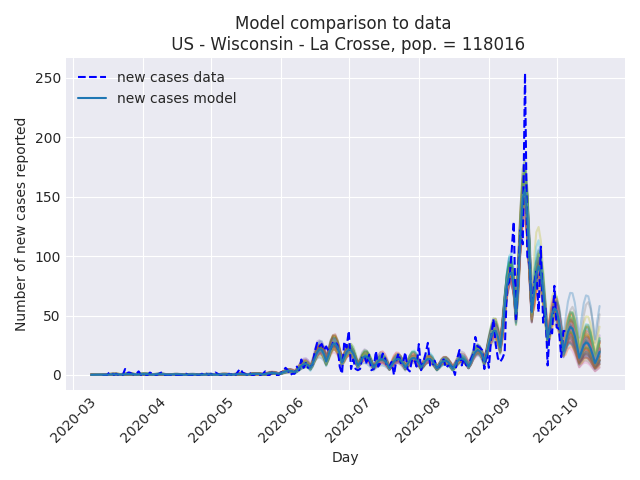 Model comparison to data
US - Wisconsin - La Crosse, pop. = 118016
new cases data
new cases model
Number of new cases reported
250
200
150
100
50
0
2020-03
2020-04
2020-05
2020-06
2020-07
2020-08
2020-09
2020-10
Day